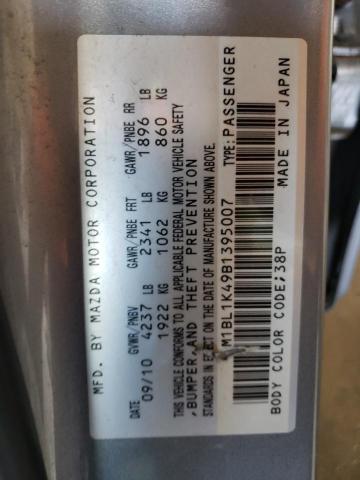 MFD. BY MAZDA MOTOR CORPORATION
DATE GVWR/PNBV GAWR/PNBE FRT GAWR/PNBE RR
09/10 4237 LB 2341 LB 1896 LB
1922 KG 1062 KG 860 KG
THIS VEHICLE CONFORMS TO ALL APPLICABLE FEDERAL MOTOR VEHICLE SAFETY
,BUMPER, AND THEFT PREVENTION
STANDARDS IN EFFECT ON THE DATE OF MANUFACTURE SHOWN ABOVE.
M1BL1K49B1395007 TYPE: PASSENGER
BODY COLOR CODE;38P MADE IN JAPAN